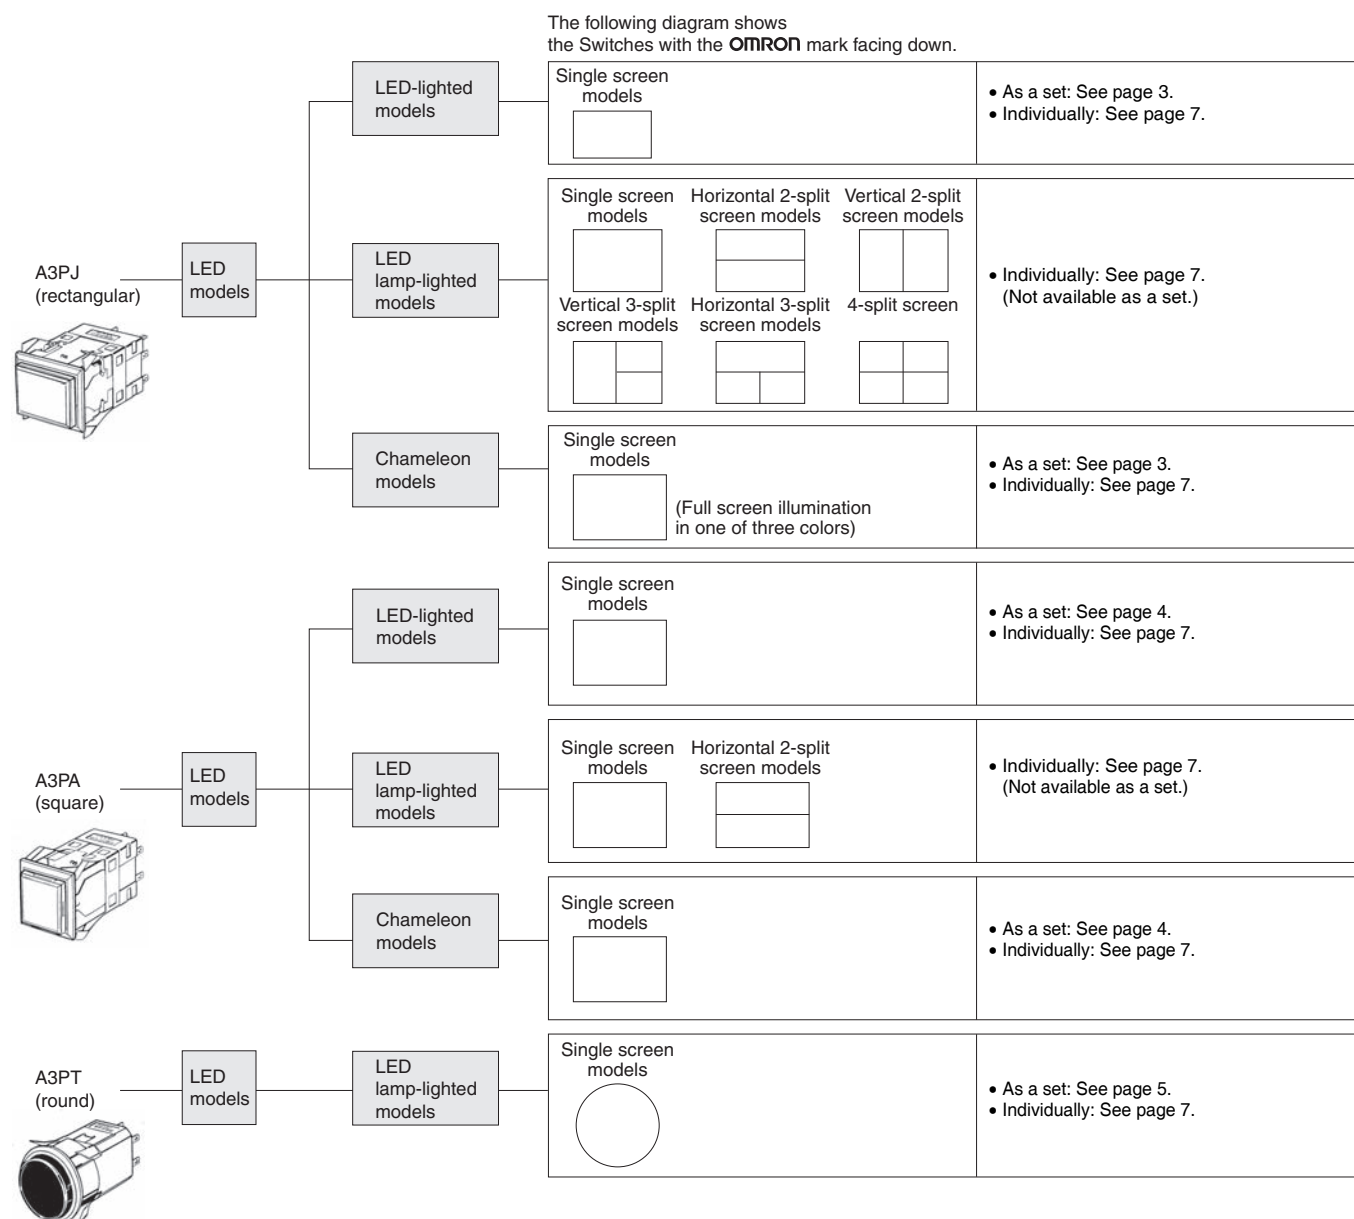 The following diagram shows
the Switches with the OMRON mark facing down.
LED-lighted
models
Single screen
models
• As a set: See page 3.
• Individually: See page 7.
A3PJ
(rectangular)
LED
models
LED
lamp-lighted
models
Single screen
models
Horizontal 2-split
screen models
Vertical 2-split
screen models
Vertical 3-split
screen models
Horizontal 3-split
screen models
4-split screen
• Individually: See page 7.
(Not available as a set.)
Chameleon
models
Single screen
models
(Full screen illumination
in one of three colors)
• As a set: See page 3.
• Individually: See page 7.
LED-lighted
models
Single screen
models
• As a set: See page 4.
• Individually: See page 7.
A3PA
(square)
LED
models
LED
lamp-lighted
models
Single screen
models
Horizontal 2-split
screen models
• Individually: See page 7.
(Not available as a set.)
Chameleon
models
Single screen
models
• As a set: See page 4.
• Individually: See page 7.
A3PT
(round)
LED
models
LED
lamp-lighted
models
Single screen
models
• As a set: See page 5.
• Individually: See page 7.